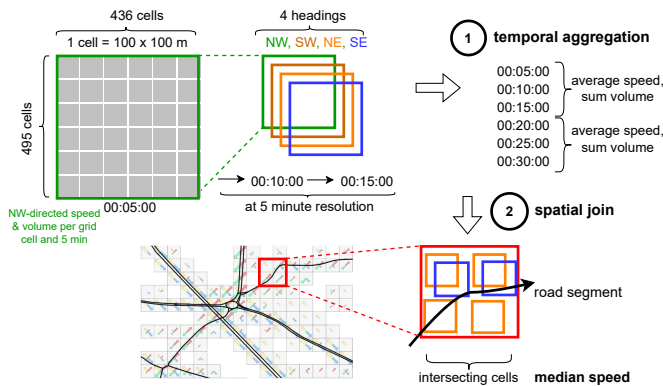 436 cells
1 cell = 100 x 100 m
495 cells
00:05:00
NW-directed speed
& volume per grid
cell and 5 min
4 headings
NW, SW, NE, SE
00:10:00
00:15:00
at 5 minute resolution
1 temporal aggregation
00:05:00
00:10:00
00:15:00
average speed,
sum volume
00:20:00
00:25:00
00:30:00
average speed,
sum volume
2 spatial join
road segment
intersecting cells
median speed